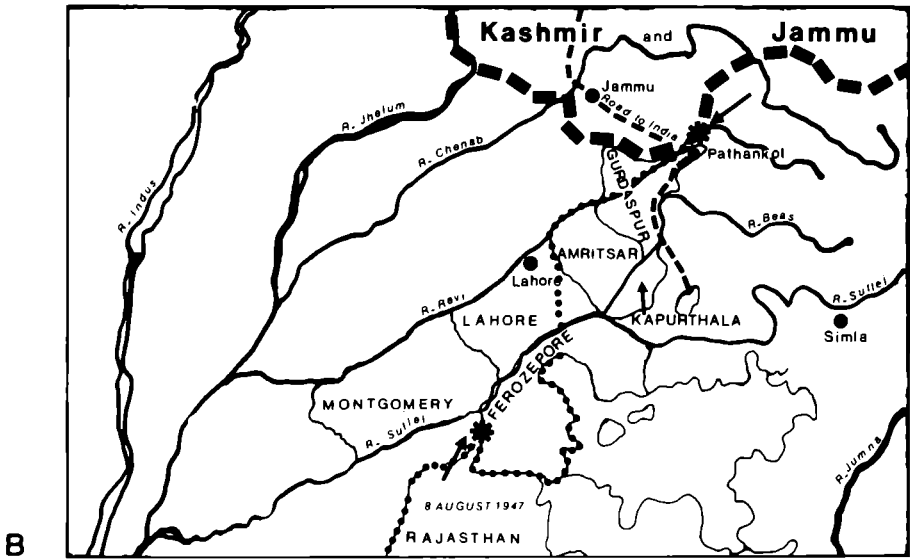 Kashmir and Jammu
Jammu
Road to India
R. Jhelum
R. Chenab
Pathankol
GURDASPUR
R. Indus
R. Beas
AMRITSAR
Lahore
R. Ravi
R. Sutlej
LAHORE
KAPURTHALA
Simla
FEROZEPORE
MONTGOMERY
R. Sutlej
R. Jumna
8 AUGUST 1947
RAJASTHAN
B